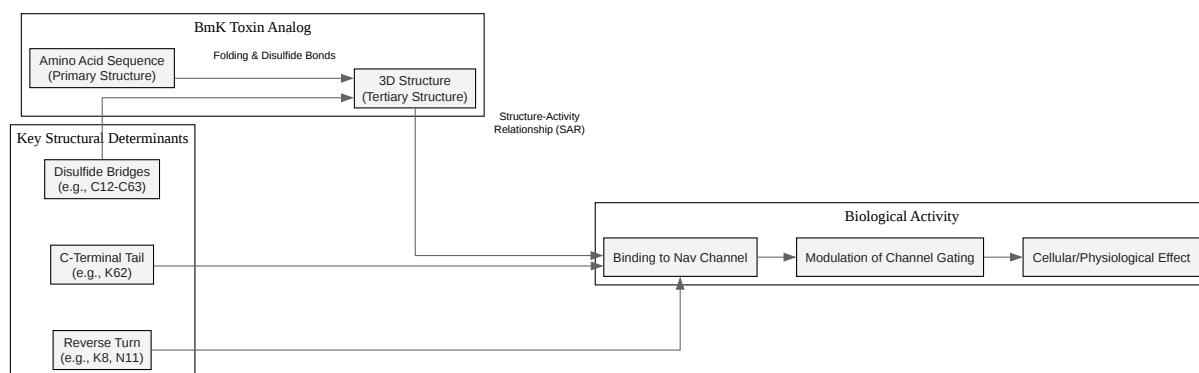 BmK Toxin Analog
Amino Acid Sequence
(Primary Structure)
Folding & Disulfide Bonds
3D Structure
(Tertiary Structure)
Structure-Activity
Relationship (SAR)
Key Structural Determinants
Disulfide Bridges
(e.g., C12-C63)
C-Terminal Tail
(e.g., K62)
Reverse Turn
(e.g., K8, N11)
Biological Activity
Binding to Nav Channel
Modulation of Channel Gating
Cellular/Physiological Effect